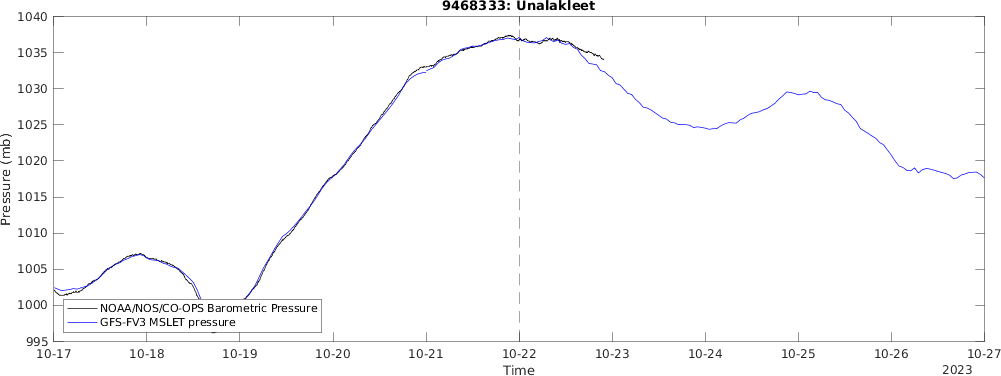 9468333: Unalakleet
1040
1035
1030
1025
1020
1015
1010
1005
1000
995
Pressure (mb)
NOAA/NOS/CO-OPS Barometric Pressure
GFS-FV3 MSLET pressure
10-17 10-18 10-19 10-20 10-21 10-22 10-23 10-24 10-25 10-26 10-27
Time
2023